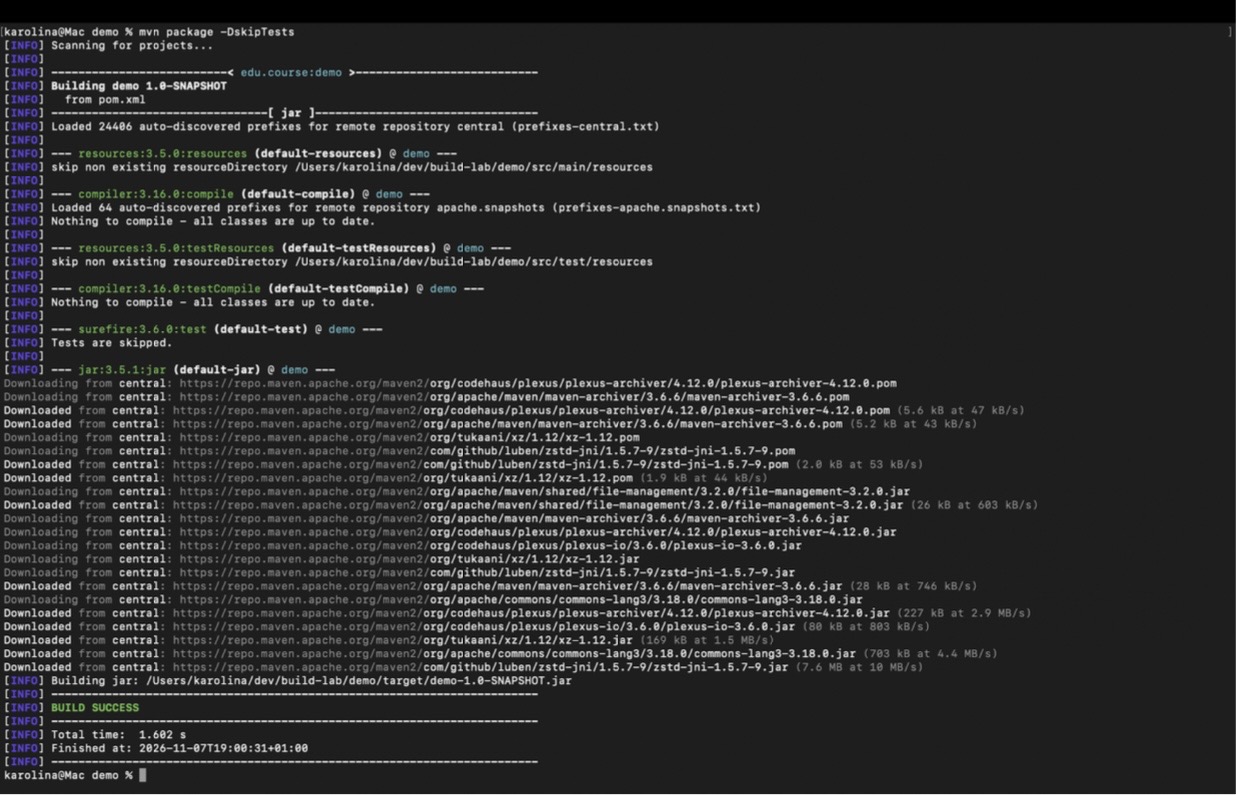 [karolina@Mac demo % mvn package -DskipTests ]
[INFO] Scanning for projects...
[INFO]
[INFO] --------------------------< edu.course:demo >---------------------------
[INFO] Building demo 1.0-SNAPSHOT
[INFO]   from pom.xml
[INFO] --------------------------------[ jar ]---------------------------------
[INFO] Loaded 24406 auto-discovered prefixes for remote repository central (prefixes-central.txt)
[INFO]
[INFO] --- resources:3.5.0:resources (default-resources) @ demo ---
[INFO] skip non existing resourceDirectory /Users/karolina/dev/build-lab/demo/src/main/resources
[INFO]
[INFO] --- compiler:3.16.0:compile (default-compile) @ demo ---
[INFO] Loaded 64 auto-discovered prefixes for remote repository apache.snapshots (prefixes-apache.snapshots.txt)
[INFO] Nothing to compile - all classes are up to date.
[INFO]
[INFO] --- resources:3.5.0:testResources (default-testResources) @ demo ---
[INFO] skip non existing resourceDirectory /Users/karolina/dev/build-lab/demo/src/test/resources
[INFO]
[INFO] --- compiler:3.16.0:testCompile (default-testCompile) @ demo ---
[INFO] Nothing to compile - all classes are up to date.
[INFO]
[INFO] --- surefire:3.6.0:test (default-test) @ demo ---
[INFO] Tests are skipped.
[INFO]
[INFO] --- jar:3.5.1:jar (default-jar) @ demo ---
Downloading from central: https://repo.maven.apache.org/maven2/org/codehaus/plexus/plexus-archiver/4.12.0/plexus-archiver-4.12.0.pom
Downloading from central: https://repo.maven.apache.org/maven2/org/apache/maven/maven-archiver/3.6.6/maven-archiver-3.6.6.pom
Downloaded from central: https://repo.maven.apache.org/maven2/org/codehaus/plexus/plexus-archiver/4.12.0/plexus-archiver-4.12.0.pom (5.6 kB at 47 kB/s)
Downloaded from central: https://repo.maven.apache.org/maven2/org/apache/maven/maven-archiver/3.6.6/maven-archiver-3.6.6.pom (5.2 kB at 43 kB/s)
Downloading from central: https://repo.maven.apache.org/maven2/org/tukaani/xz/1.12/xz-1.12.pom
Downloading from central: https://repo.maven.apache.org/maven2/com/github/luben/zstd-jni/1.5.7-9/zstd-jni-1.5.7-9.pom
Downloaded from central: https://repo.maven.apache.org/maven2/com/github/luben/zstd-jni/1.5.7-9/zstd-jni-1.5.7-9.pom (2.0 kB at 53 kB/s)
Downloaded from central: https://repo.maven.apache.org/maven2/org/tukaani/xz/1.12/xz-1.12.pom (1.9 kB at 44 kB/s)
Downloading from central: https://repo.maven.apache.org/maven2/org/apache/maven/shared/file-management/3.2.0/file-management-3.2.0.jar
Downloaded from central: https://repo.maven.apache.org/maven2/org/apache/maven/shared/file-management/3.2.0/file-management-3.2.0.jar (26 kB at 603 kB/s)
Downloading from central: https://repo.maven.apache.org/maven2/org/apache/maven/maven-archiver/3.6.6/maven-archiver-3.6.6.jar
Downloading from central: https://repo.maven.apache.org/maven2/org/codehaus/plexus/plexus-archiver/4.12.0/plexus-archiver-4.12.0.jar
Downloading from central: https://repo.maven.apache.org/maven2/org/codehaus/plexus/plexus-io/3.6.0/plexus-io-3.6.0.jar
Downloading from central: https://repo.maven.apache.org/maven2/org/tukaani/xz/1.12/xz-1.12.jar
Downloading from central: https://repo.maven.apache.org/maven2/com/github/luben/zstd-jni/1.5.7-9/zstd-jni-1.5.7-9.jar
Downloaded from central: https://repo.maven.apache.org/maven2/org/apache/maven/maven-archiver/3.6.6/maven-archiver-3.6.6.jar (28 kB at 746 kB/s)
Downloading from central: https://repo.maven.apache.org/maven2/org/apache/commons/commons-lang3/3.18.0/commons-lang3-3.18.0.jar
Downloaded from central: https://repo.maven.apache.org/maven2/org/codehaus/plexus/plexus-archiver/4.12.0/plexus-archiver-4.12.0.jar (227 kB at 2.9 MB/s)
Downloaded from central: https://repo.maven.apache.org/maven2/org/codehaus/plexus/plexus-io/3.6.0/plexus-io-3.6.0.jar (80 kB at 803 kB/s)
Downloaded from central: https://repo.maven.apache.org/maven2/org/tukaani/xz/1.12/xz-1.12.jar (169 kB at 1.5 MB/s)
Downloaded from central: https://repo.maven.apache.org/maven2/org/apache/commons/commons-lang3/3.18.0/commons-lang3-3.18.0.jar (703 kB at 4.4 MB/s)
Downloaded from central: https://repo.maven.apache.org/maven2/com/github/luben/zstd-jni/1.5.7-9/zstd-jni-1.5.7-9.jar (7.6 MB at 10 MB/s)
[INFO] Building jar: /Users/karolina/dev/build-lab/demo/target/demo-1.0-SNAPSHOT.jar
[INFO] ------------------------------------------------------------------------
[INFO] BUILD SUCCESS
[INFO] ------------------------------------------------------------------------
[INFO] Total time:  1.602 s
[INFO] Finished at: 2026-11-07T19:00:31+01:00
[INFO] ------------------------------------------------------------------------
karolina@Mac demo %